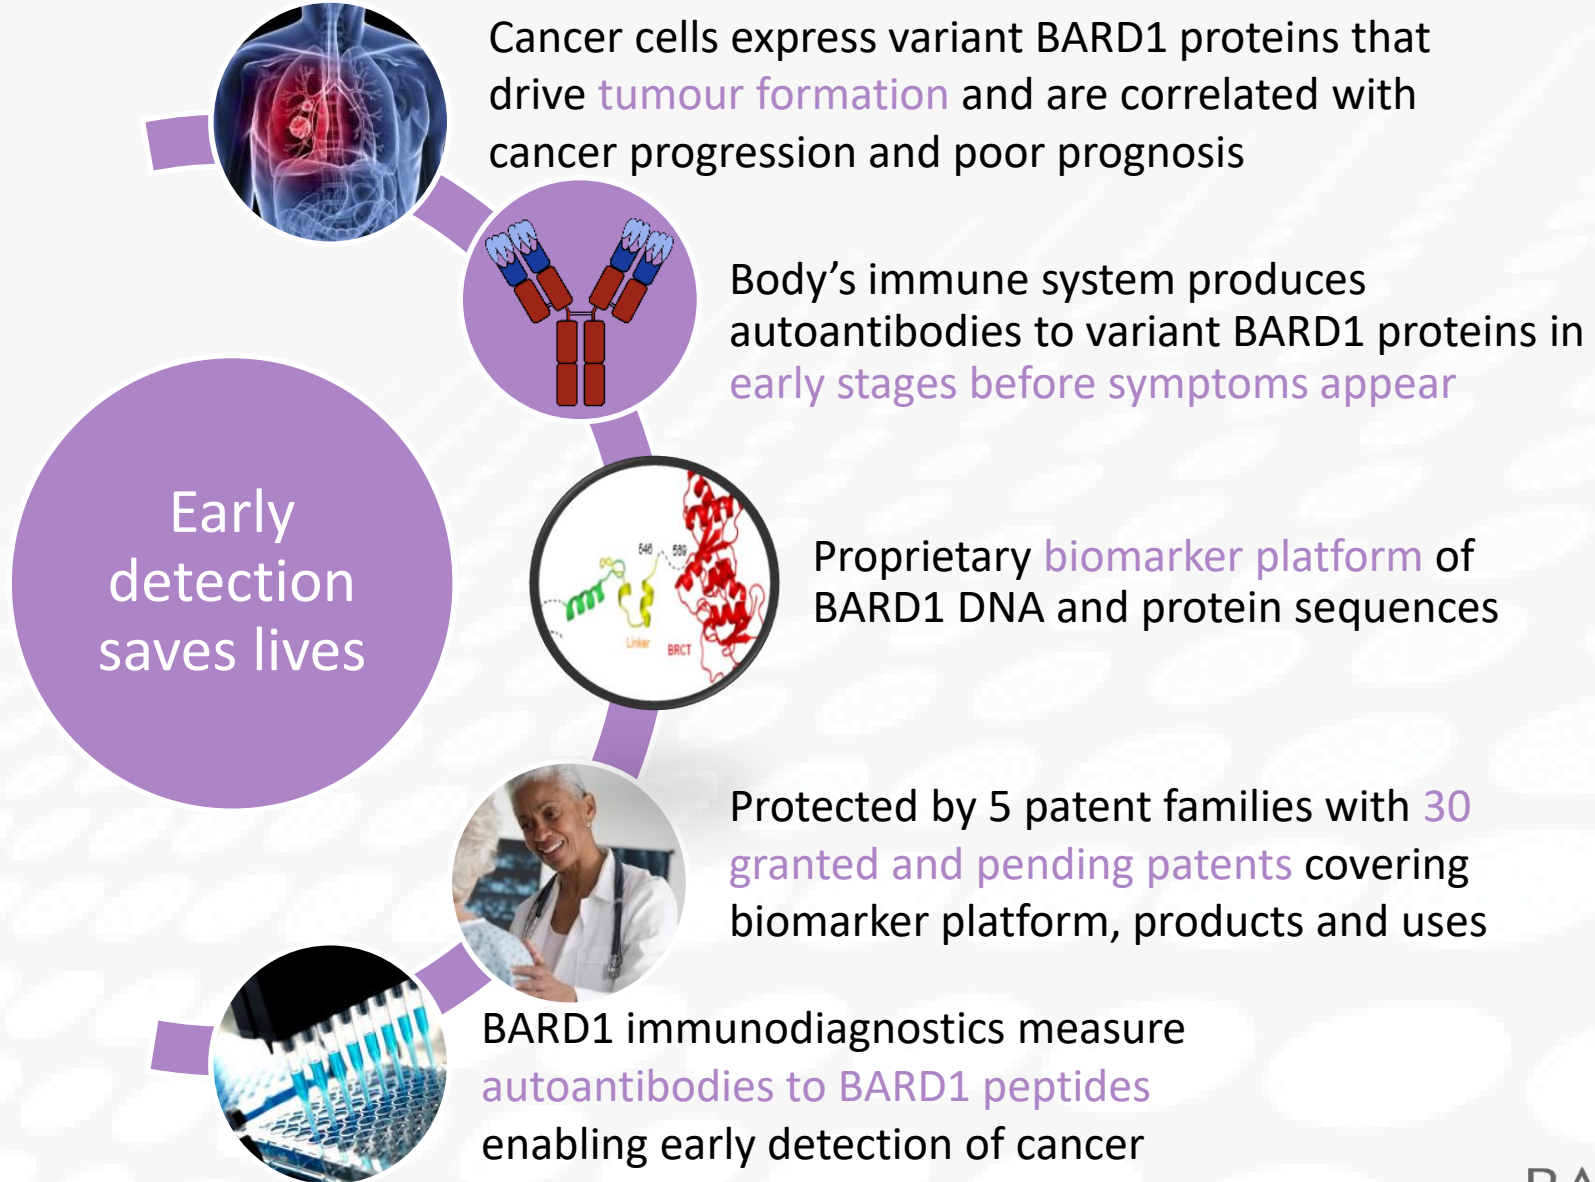 Cancer cells express variant BARD1 proteins that
drive tumour formation and are correlated with
cancer progression and poor prognosis
Body’s immune system produces
autoantibodies to variant BARD1 proteins in
early stages before symptoms appear
Early
detection
saves lives
546 589
Linker
BRCT
Proprietary biomarker platform of
BARD1 DNA and protein sequences
Protected by 5 patent families with 30
granted and pending patents covering
biomarker platform, products and uses
BARD1 immunodiagnostics measure
autoantibodies to BARD1 peptides
enabling early detection of cancer